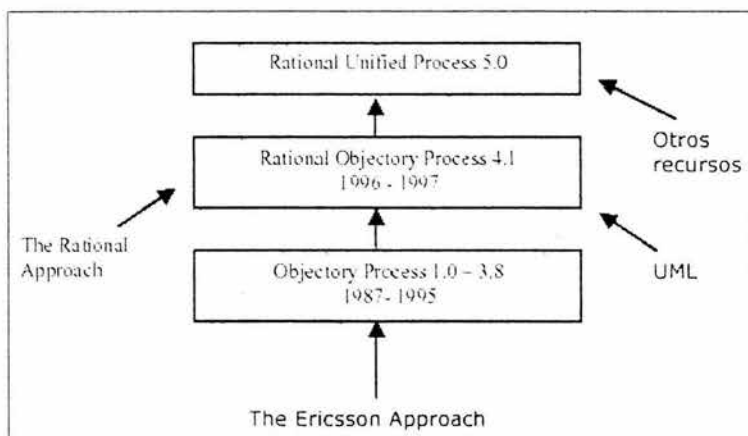 Rational Unified Process 5.0
Otros
recursos
Rational Objectory Process 4.1
1996 - 1997
The Rational
Approach
UML
Objectory Process 1.0 – 3.8
1987- 1995
The Ericsson Approach